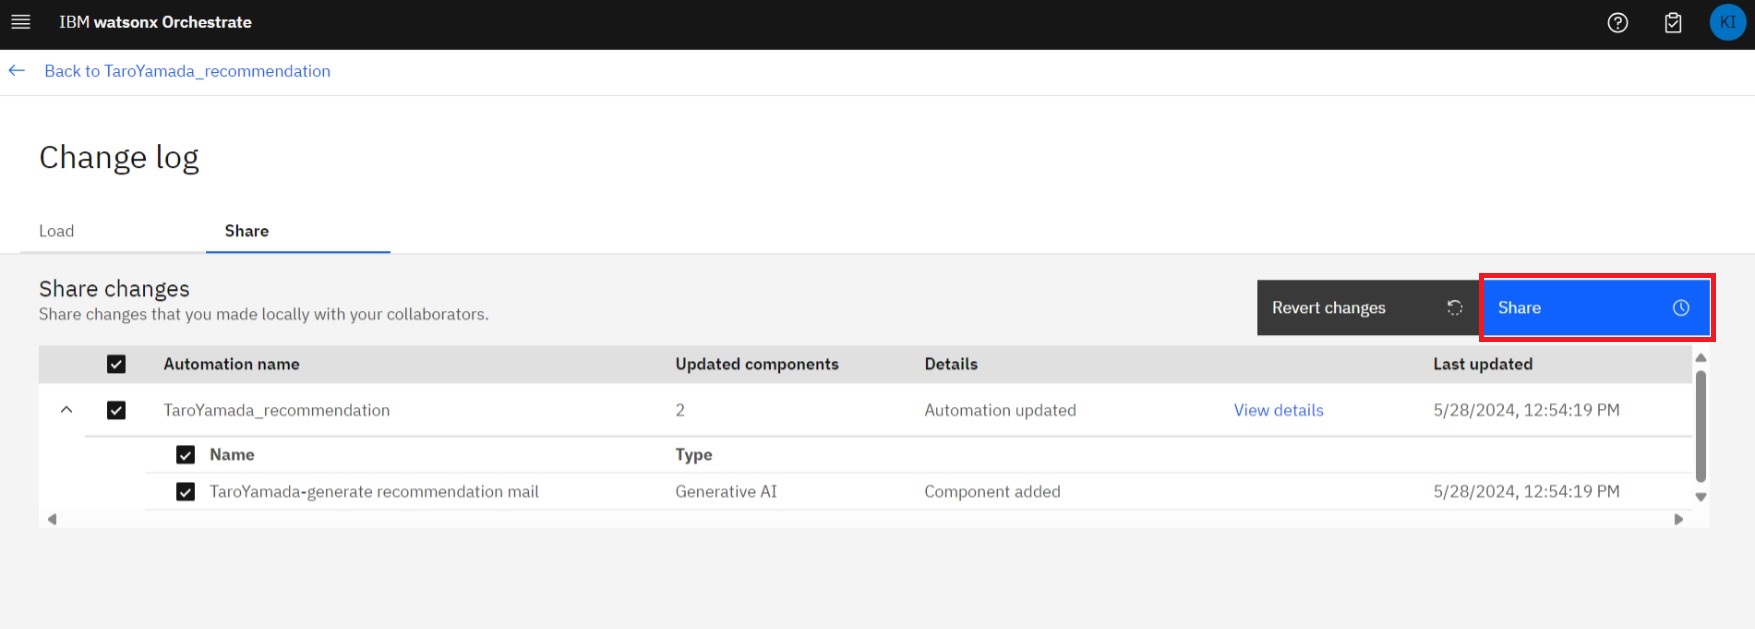 IBM watsonx Orchestrate
KI
Back to TaroYamada_recommendation
Change log
Load
Share
Share changes
Share changes that you made locally with your collaborators.
Revert changes
Share
Automation name Updated components Details Last updated
TaroYamada_recommendation 2 Automation updated View details 5/28/2024, 12:54:19 PM
Name Type
TaroYamada-generate recommendation mail Generative AI Component added 5/28/2024, 12:54:19 PM